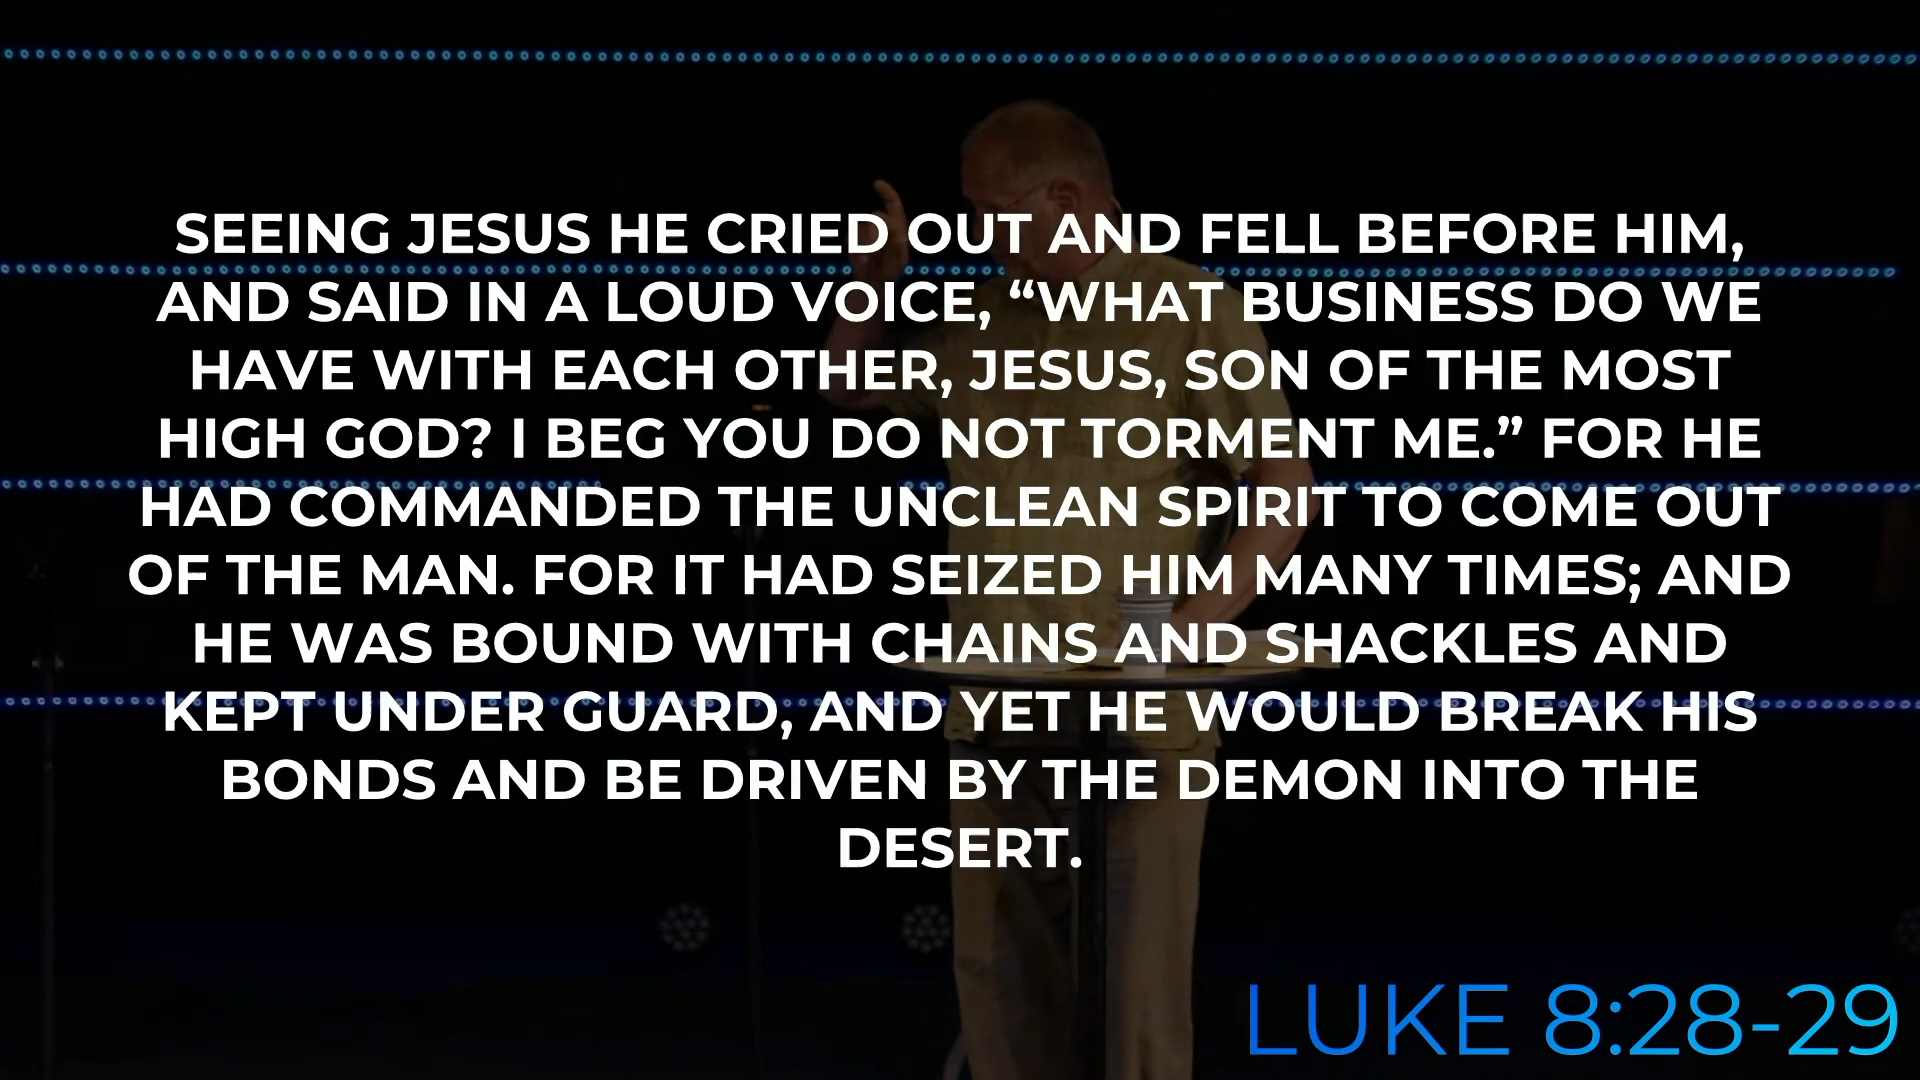 SEEING JESUS HE CRIED OUT AND FELL BEFORE HIM,
AND SAID IN A LOUD VOICE, “WHAT BUSINESS DO WE
HAVE WITH EACH OTHER, JESUS, SON OF THE MOST
HIGH GOD? I BEG YOU DO NOT TORMENT ME.” FOR HE
HAD COMMANDED THE UNCLEAN SPIRIT TO COME OUT
OF THE MAN. FOR IT HAD SEIZED HIM MANY TIMES; AND
HE WAS BOUND WITH CHAINS AND SHACKLES AND
KEPT UNDER GUARD, AND YET HE WOULD BREAK HIS
BONDS AND BE DRIVEN BY THE DEMON INTO THE
DESERT.
LUKE 8:28-29